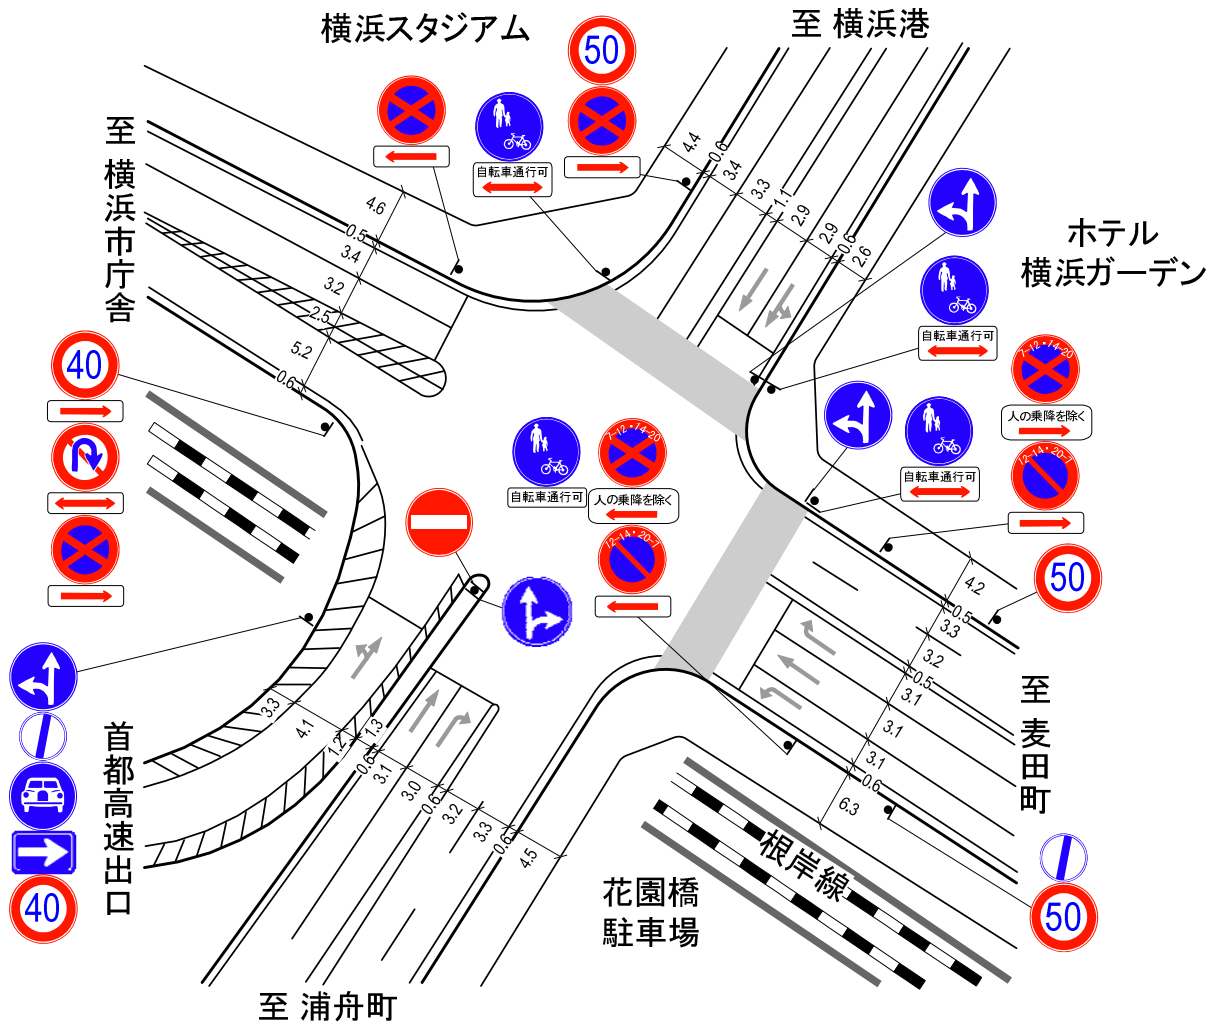 横浜スタジアム
至 横浜港
50
自転車通行可
至 横浜市庁舎
4.4
0.6
3.4
3.3
1.1
2.9
2.9
0.6
2.6
4.6
0.5
3.4
3.2
2.5
5.2
0.6
ホテル
横浜ガーデン
自転車通行可
7-12・14-20
人の乗降を除く
12-14・20-7
自転車通行可
40
7-12・14-20
自転車通行可
人の乗降を除く
12-14・20-7
50
4.2
0.5
3.3
3.2
0.5
3.1
3.1
3.1
0.6
6.3
至 麦田町
首都高速出口
40
3.3
4.1
1.2
1.3
0.6
3.1
3.0
0.6
3.2
3.3
0.6
4.5
根岸線
花園橋
駐車場
50
至 浦舟町